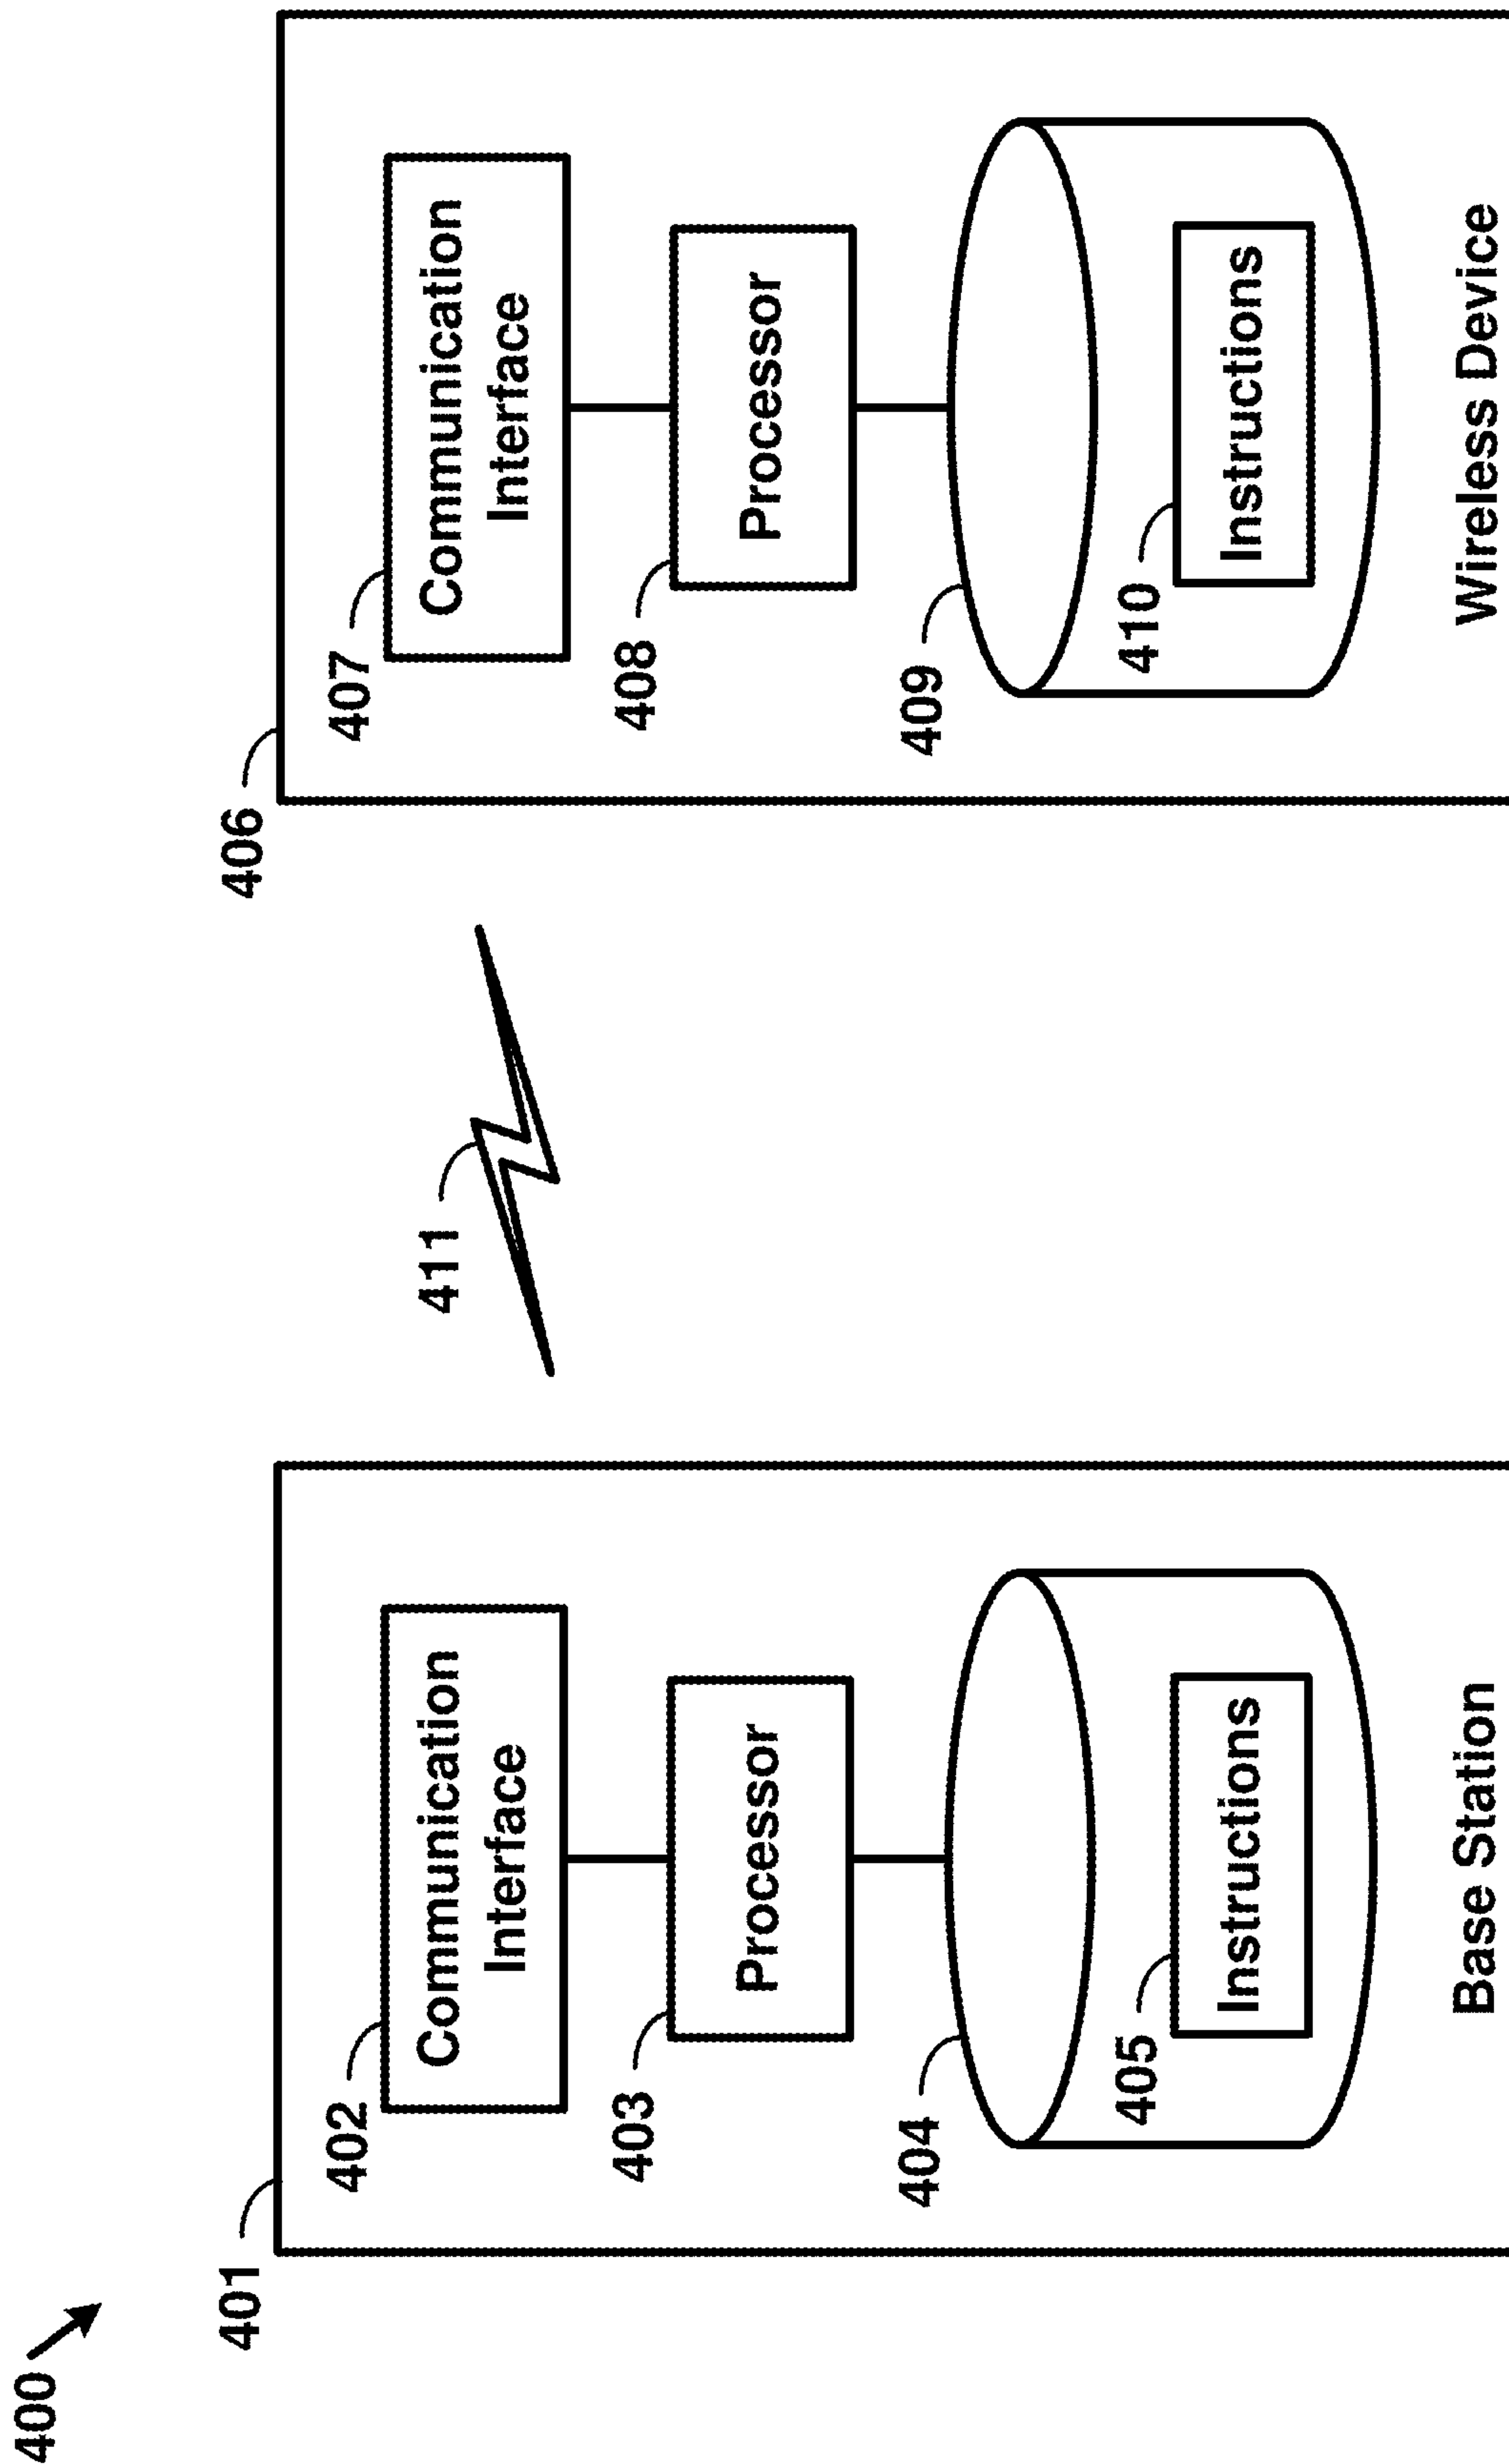 400
401
402
Communication
Interface
403
Processor
404
405
Instructions
Base Station
411
406
407
Communication
Interface
408
Processor
409
410
Instructions
Wireless Device